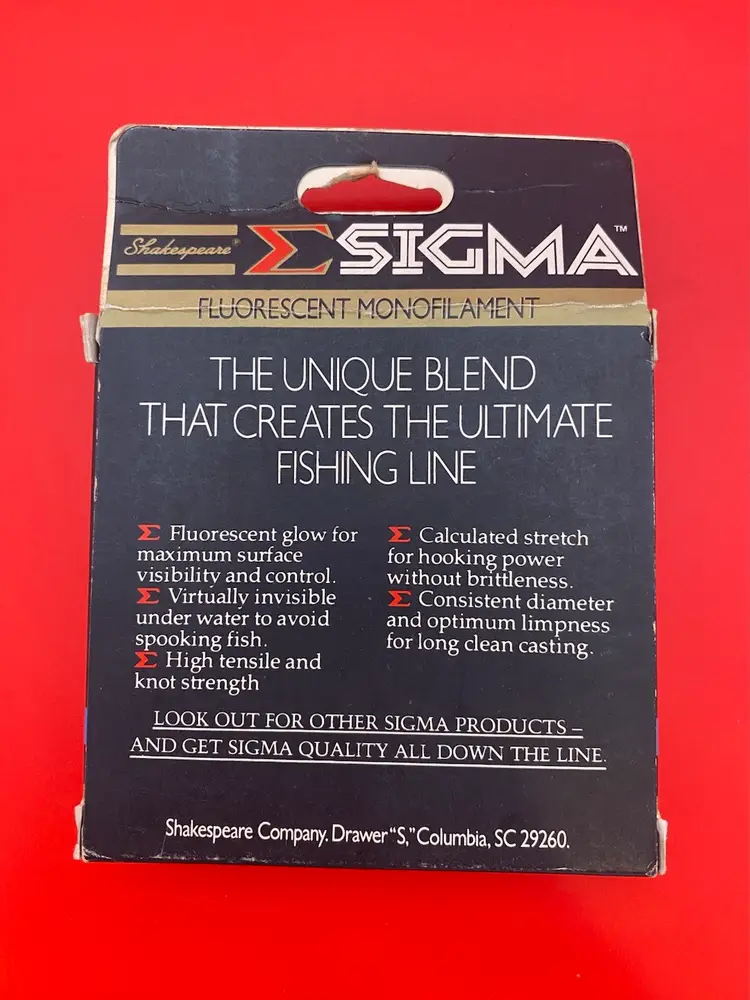 Shakespeare® Σ SIGMA™
FLUORESCENT MONOFILAMENT
THE UNIQUE BLEND
THAT CREATES THE ULTIMATE
FISHING LINE
Σ Fluorescent glow for
maximum surface
visibility and control.
Σ Virtually invisible
under water to avoid
spooking fish.
Σ High tensile and
knot strength
Σ Calculated stretch
for hooking power
without brittleness.
Σ Consistent diameter
and optimum limpness
for long clean casting.
LOOK OUT FOR OTHER SIGMA PRODUCTS –
AND GET SIGMA QUALITY ALL DOWN THE LINE.
Shakespeare Company. Drawer “S,” Columbia, SC 29260.